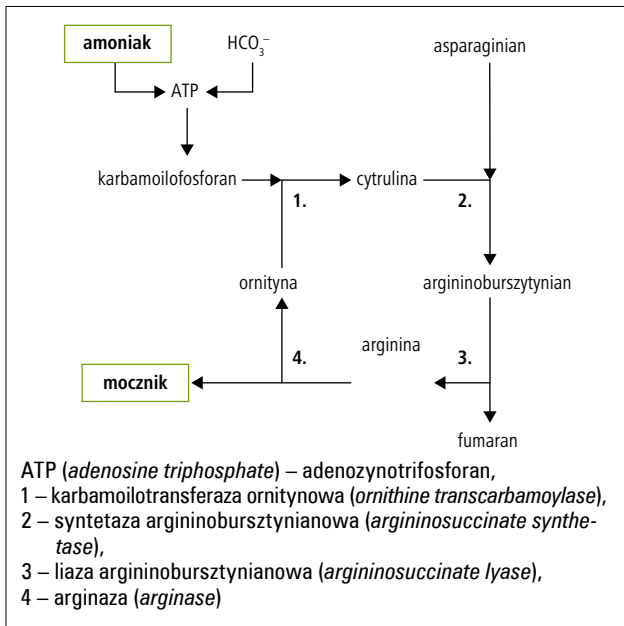 amoniak HCO₃⁻ asparaginian
ATP
karbamoilofosforan cytrulina
1. 2.
ornityna argininoburszytynian
arginina
4. 3.
mocznik
fumaran
ATP (adenosine triphosphate) – adenozynotrifosforan,
1 – karbamoilotransferaza ornitynowa (ornithine transcarbamoylase),
2 – syntetaza argininobursztynianowa (argininosuccinate synthe-
tase),
3 – liaza argininobursztynianowa (argininosuccinate lyase),
4 – arginaza (arginase)